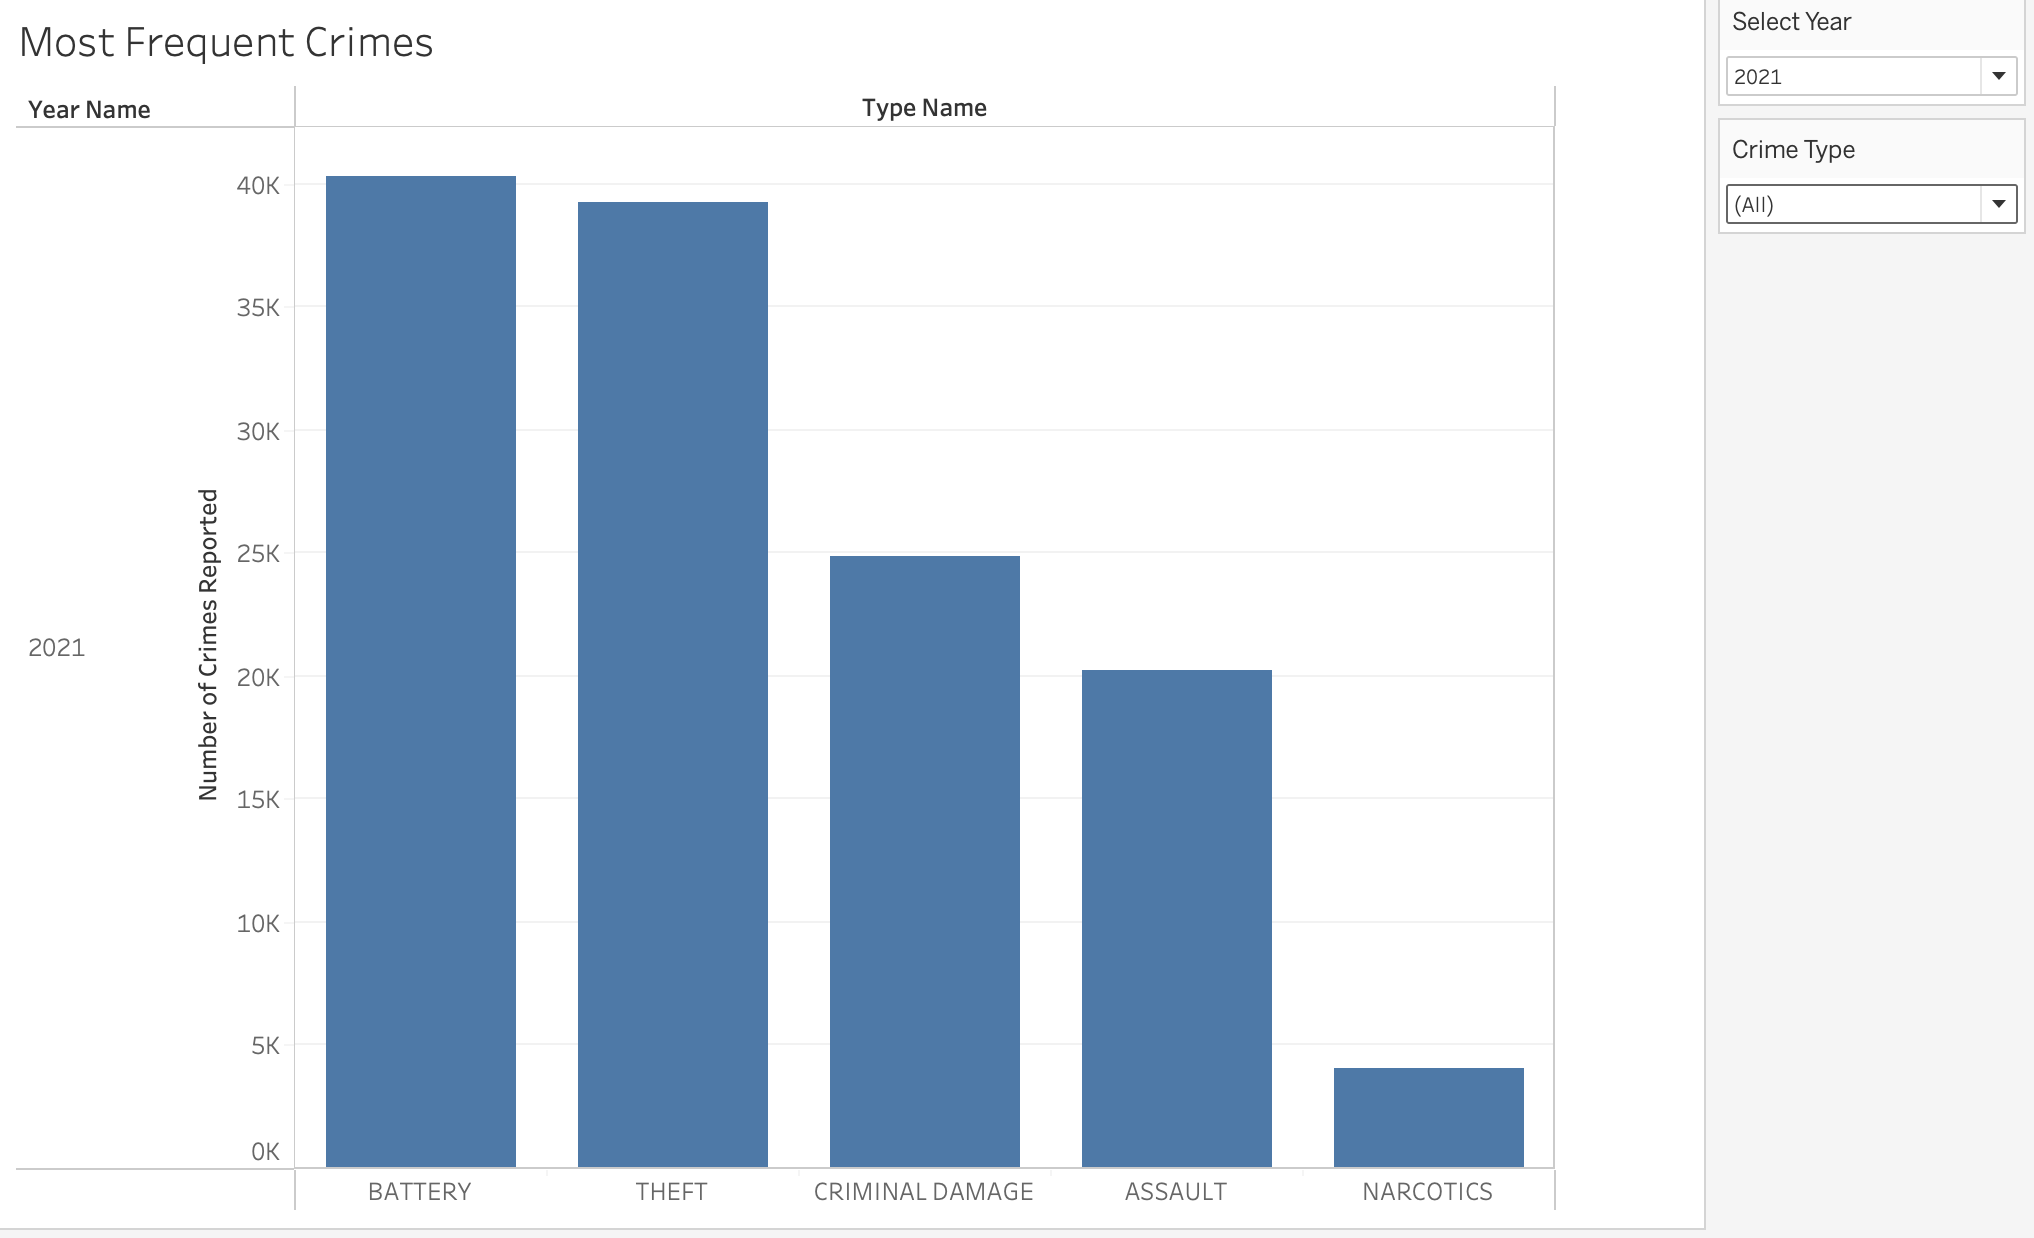 Most Frequent Crimes
Select Year
2021
Crime Type
(All)
Year Name
Type Name
2021
Number of Crimes Reported
40K
35K
30K
25K
20K
15K
10K
5K
0K
BATTERY
THEFT
CRIMINAL DAMAGE
ASSAULT
NARCOTICS